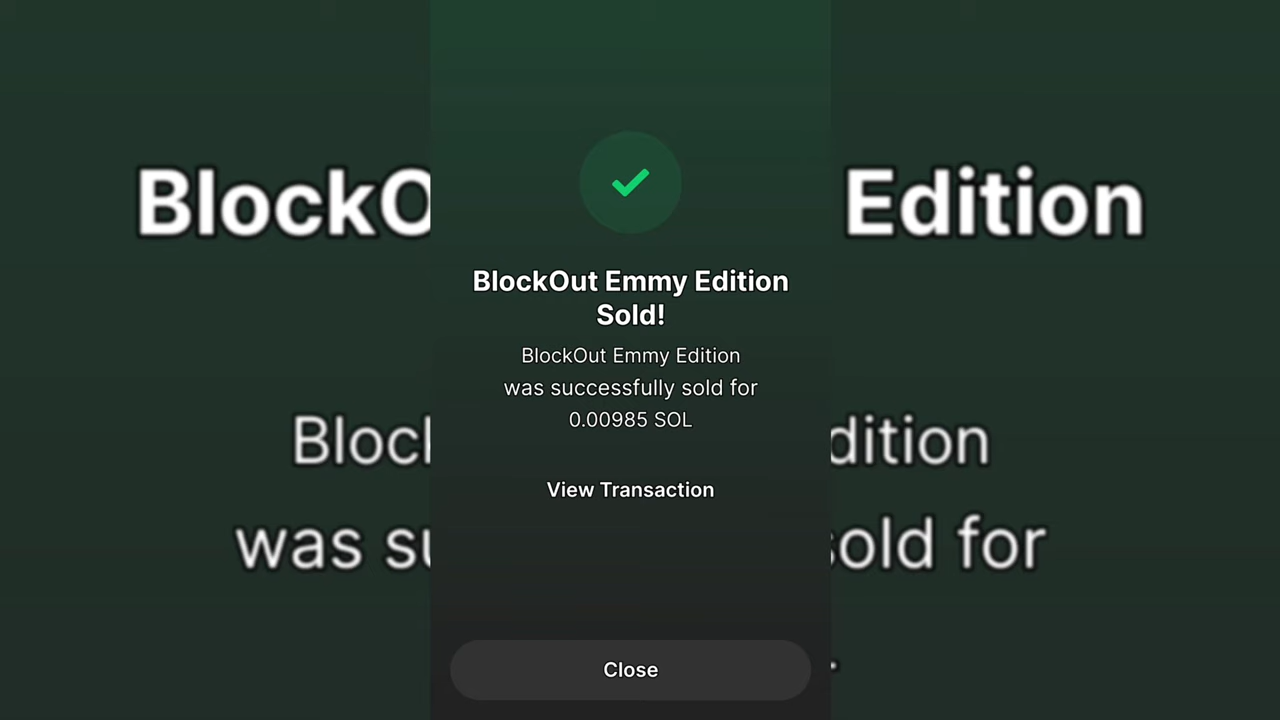 BlockOut Emmy Edition
Sold!
BlockOut Emmy Edition
was successfully sold for
0.00985 SOL
View Transaction
Close